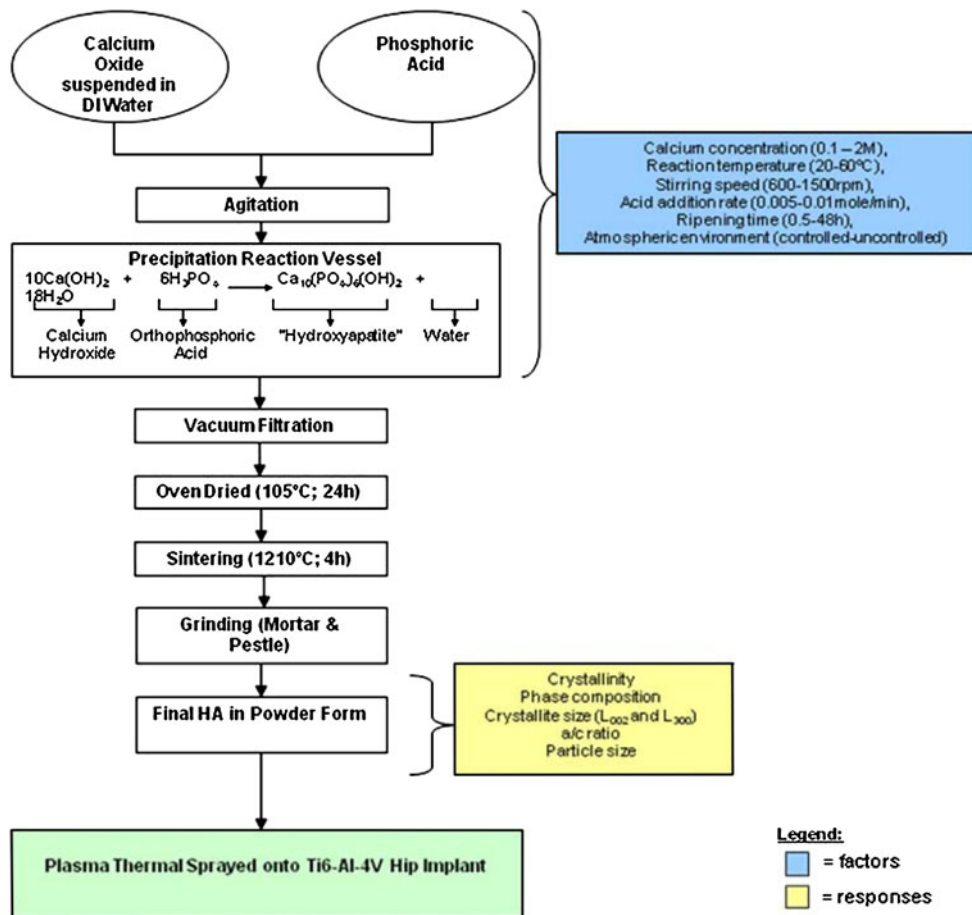 Calcium
Oxide
suspended in
DI Water
Phosphoric
Acid
Calcium concentration (0.1 – 2M),
Reaction temperature (20-60ºC),
Stirring speed (600-1500rpm),
Acid addition rate (0.005-0.01mole/min),
Ripening time (0.5-48h),
Atmospheric environment (controlled-uncontrolled)
Agitation
Precipitation Reaction Vessel
10Ca(OH)₂ + 6H₃PO₄ → Ca₁₀(PO₄)₆(OH)₂ +
18H₂O
Calcium Orthophosphoric "Hydroxyapatite" Water
Hydroxide Acid
Vacuum Filtration
Oven Dried (105°C; 24h)
Sintering (1210°C; 4h)
Grinding (Mortar &
Pestle)
Final HA in Powder Form
Crystallinity
Phase composition
Crystallite size (L₀₀₂ and L₃₀₀)
a/c ratio
Particle size
Plasma Thermal Sprayed onto Ti6-Al-4V Hip Implant
Legend:
= factors
= responses